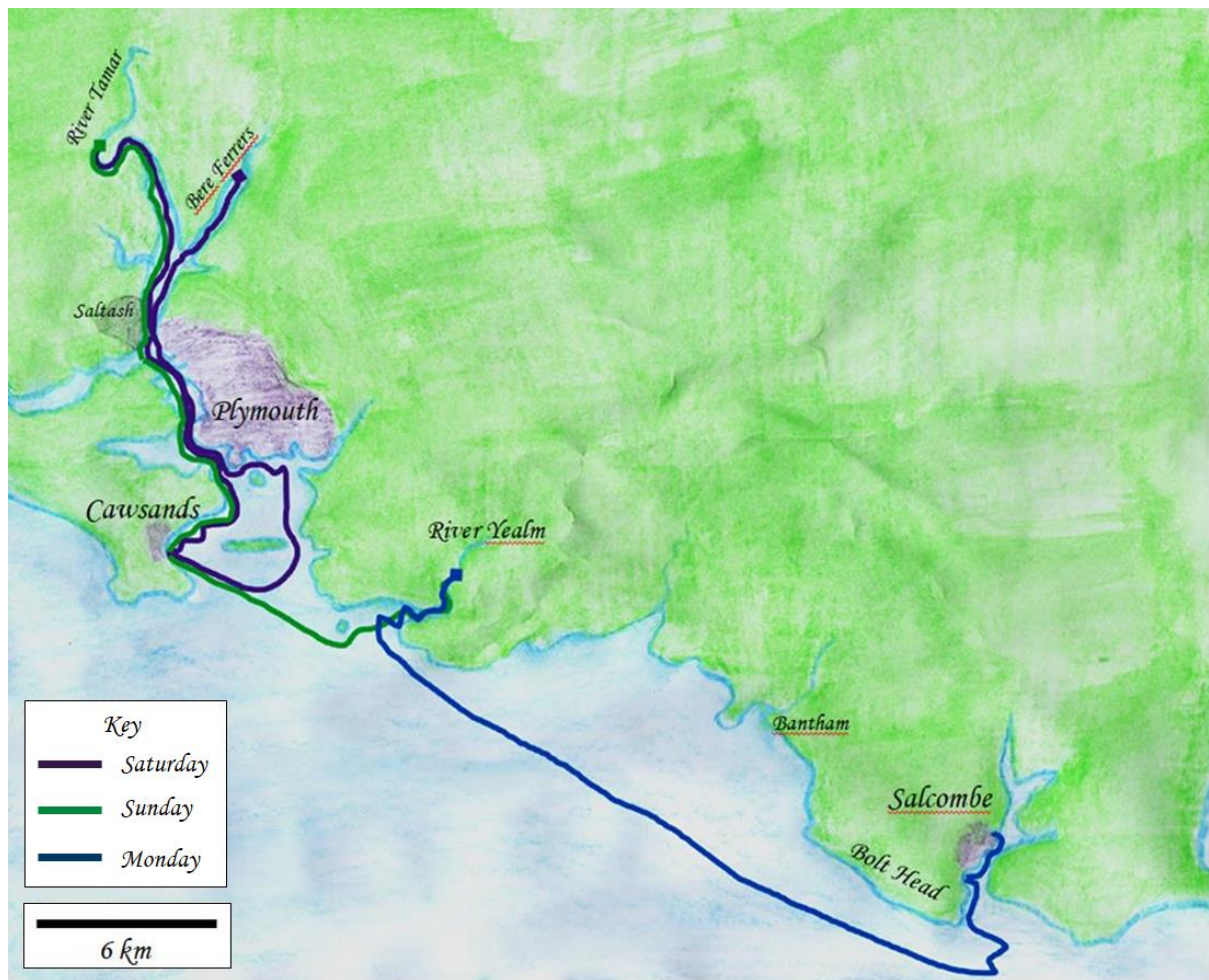 River Tamar
Bere Ferrers
Saltash
Plymouth
Cawsands
River Yealm
Bantham
Salcombe
Bolt Head
Key
Saturday
Sunday
Monday
6 km